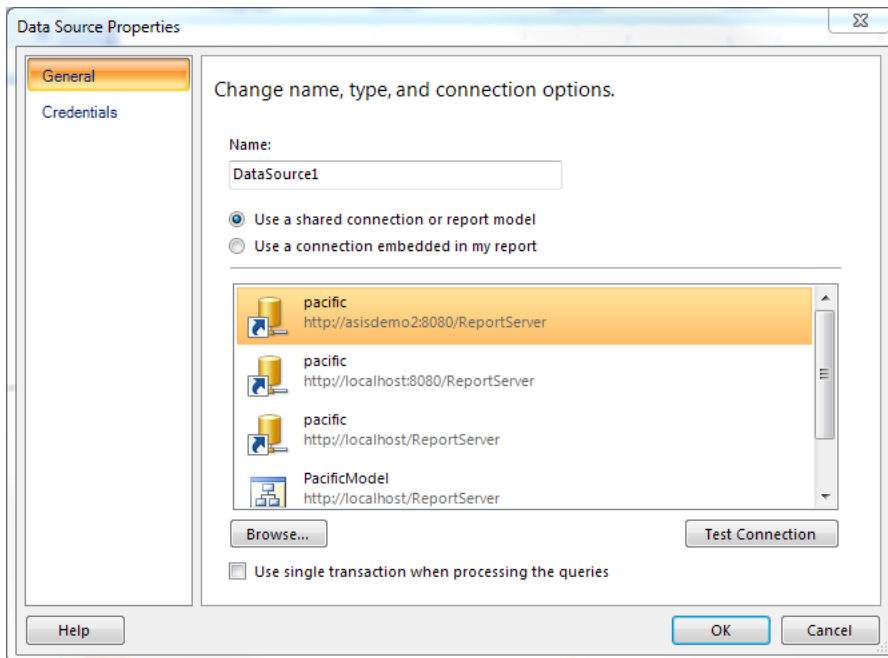 Data Source Properties
General
Credentials
Change name, type, and connection options.
Name:
DataSource1
Use a shared connection or report model
Use a connection embedded in my report
pacific
http://asisdemo2:8080/ReportServer
pacific
http://localhost:8080/ReportServer
pacific
http://localhost/ReportServer
PacificModel
http://localhost/ReportServer
Browse...
Test Connection
Use single transaction when processing the queries
Help
OK
Cancel